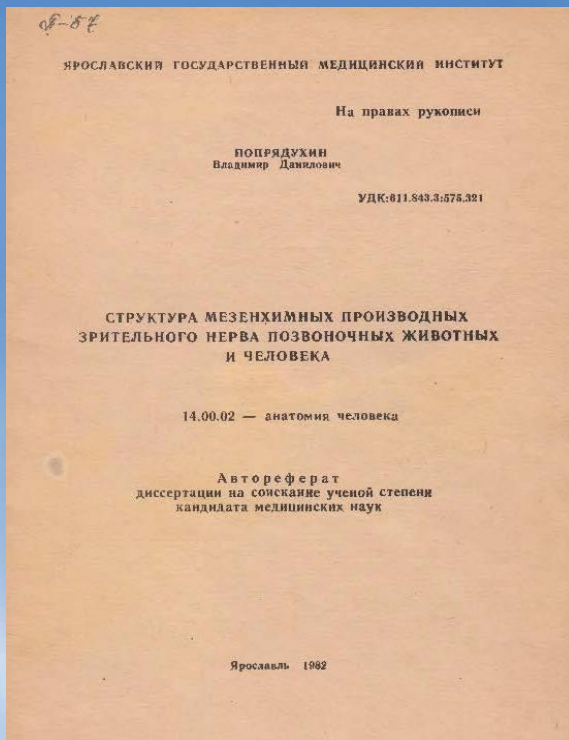 ЯРОСЛАВСКИЙ ГОСУДАРСТВЕННЫЙ МЕДИЦИНСКИЙ ИНСТИТУТ
На правах рукописи
ПОПРЯДУХИН
Владимир Данилович
УДК:611.843.3:575.321
СТРУКТУРА МЕЗЕНХИМНЫХ ПРОИЗВОДНЫХ
ЗРИТЕЛЬНОГО НЕРВА ПОЗВОНОЧНЫХ ЖИВОТНЫХ
И ЧЕЛОВЕКА
14.00.02 — анатомия человека
Автореферат
диссертации на соискание ученой степени
кандидата медицинских наук
Ярославль 1982